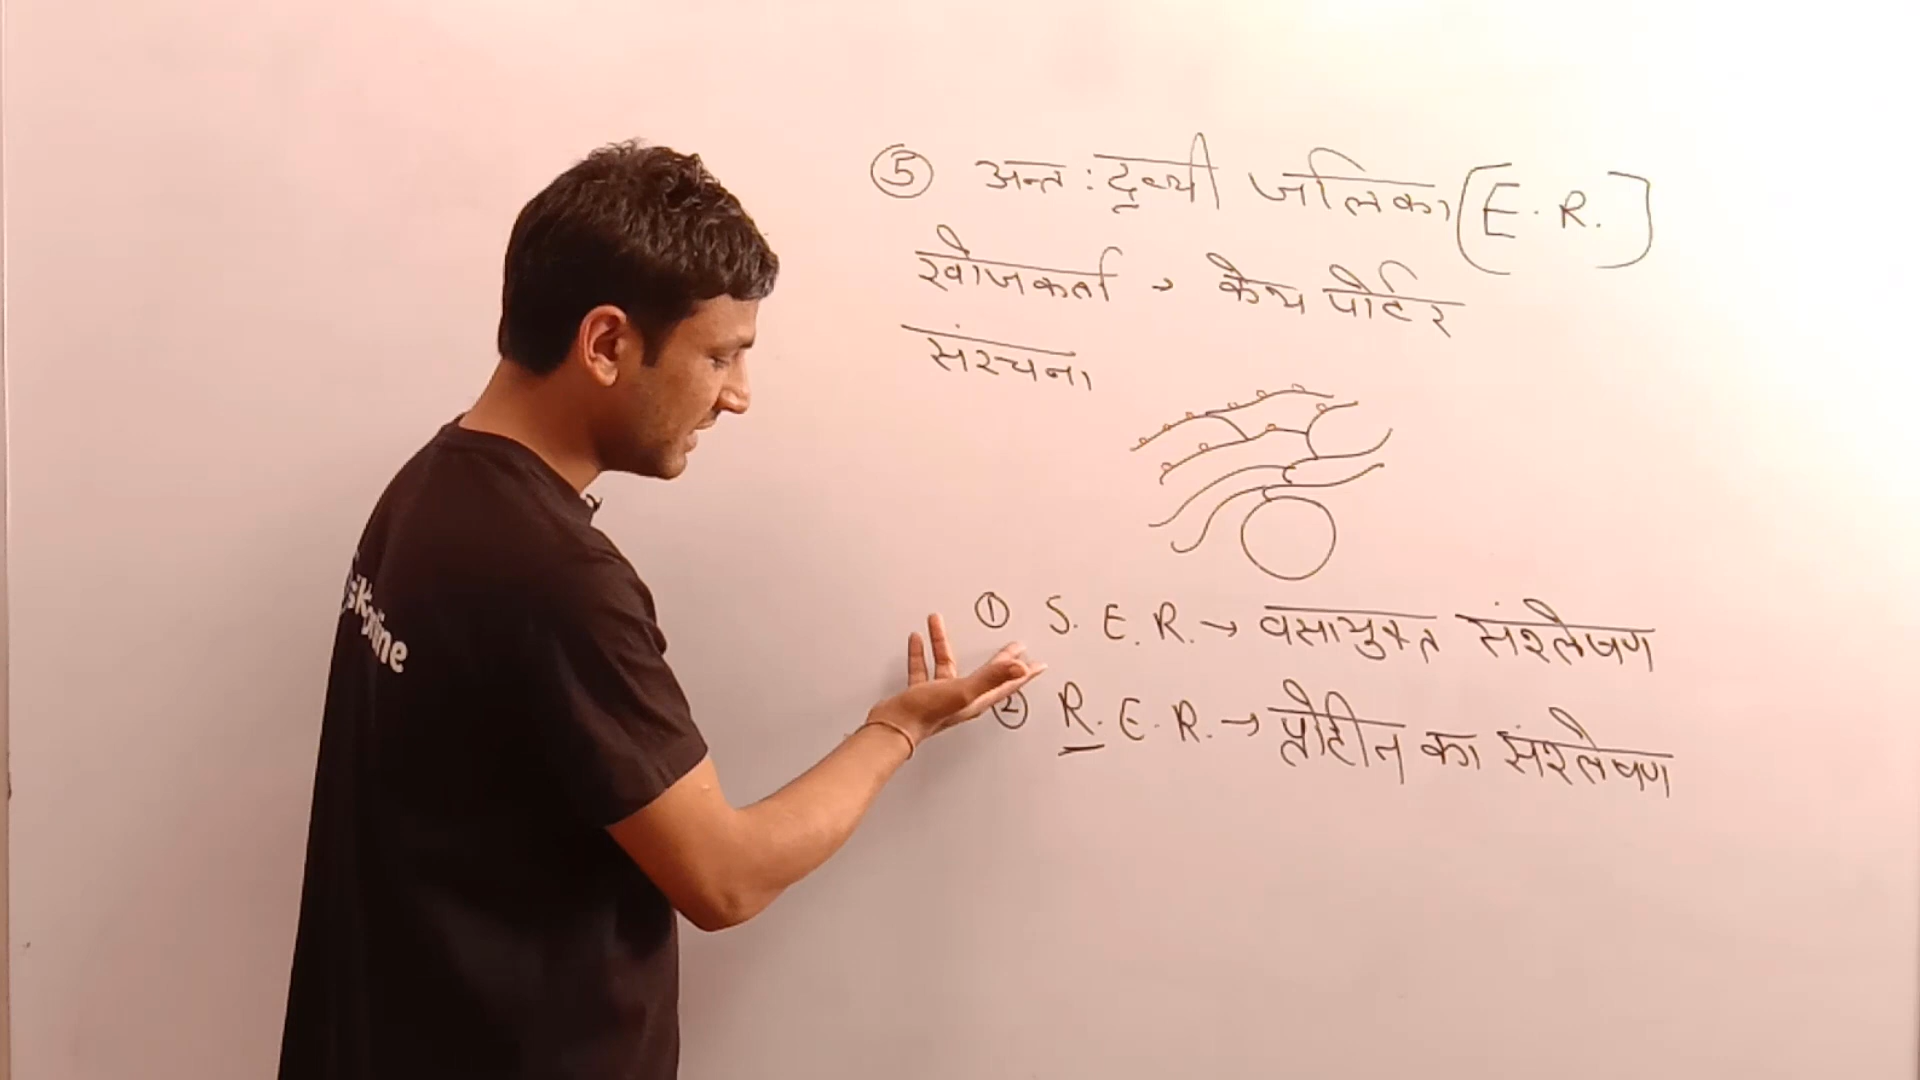 ⑤ अन्तःद्रव्यी जालिका [E.R.]
खोजकर्ता → कैथ पोर्टर
संरचना
① S. E. R. → वसायुक्त संश्लेषण
② R. E. R. → प्रोटीन का संश्लेषण